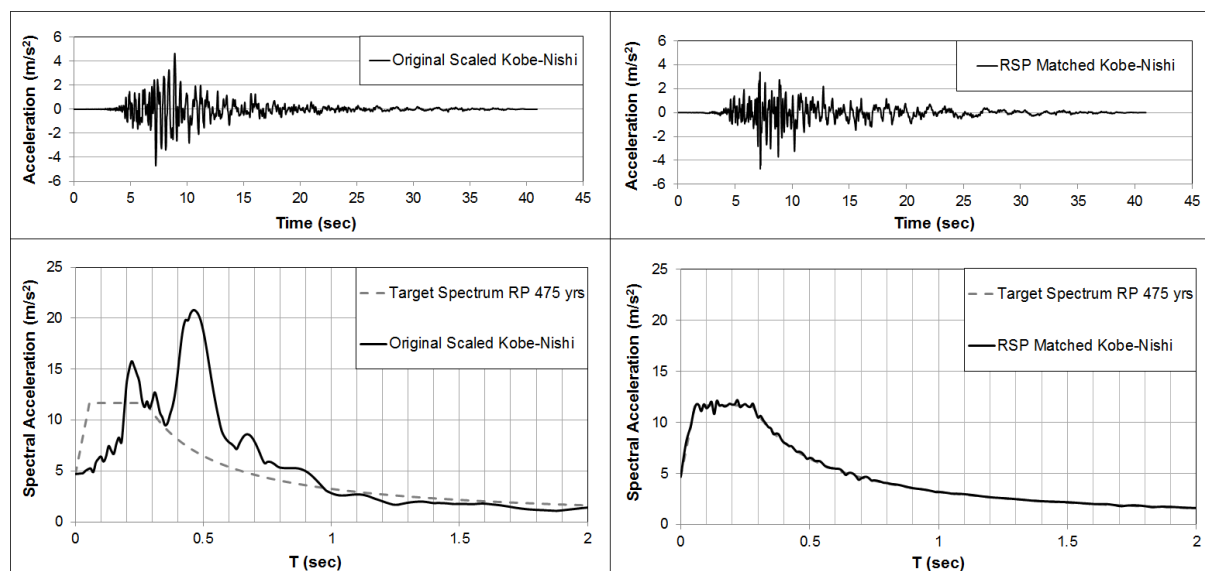 Acceleration (m/s²)
6
4
2
0
-2
-4
-6
Original Scaled Kobe-Nishi
0 5 10 15 20 25 30 35 40 45
Time (sec)
Acceleration (m/s²)
6
4
2
0
-2
-4
-6
RSP Matched Kobe-Nishi
0 5 10 15 20 25 30 35 40 45
Time (sec)
Spectral Acceleration (m/s²)
25
20
15
10
5
0
Target Spectrum RP 475 yrs
Original Scaled Kobe-Nishi
0 0.5 1 1.5 2
T (sec)
Spectral Acceleration (m/s²)
25
20
15
10
5
0
Target Spectrum RP 475 yrs
RSP Matched Kobe-Nishi
0 0.5 1 1.5 2
T (sec)